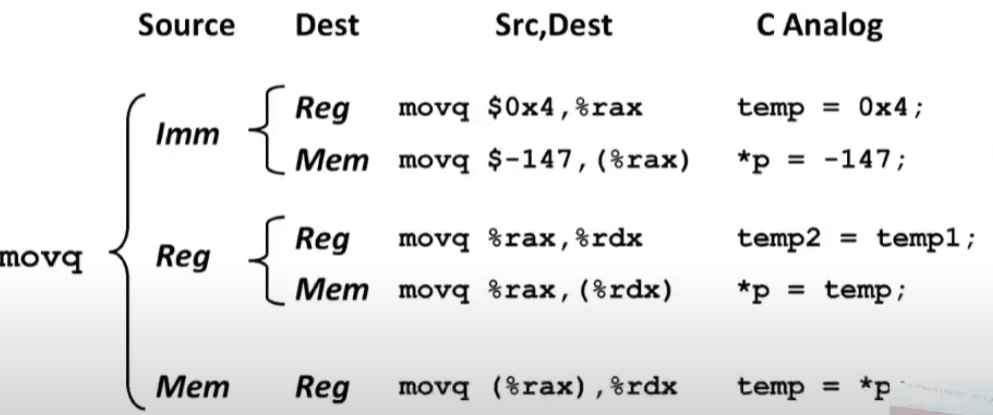 Source Dest Src,Dest C Analog
Reg movq $0x4,%rax temp = 0x4;
Imm
Mem movq $-147,(%rax) *p = -147;
Reg movq %rax,%rdx temp2 = temp1;
movq Reg
Mem movq %rax,(%rdx) *p = temp;
Mem Reg movq (%rax),%rdx temp = *p